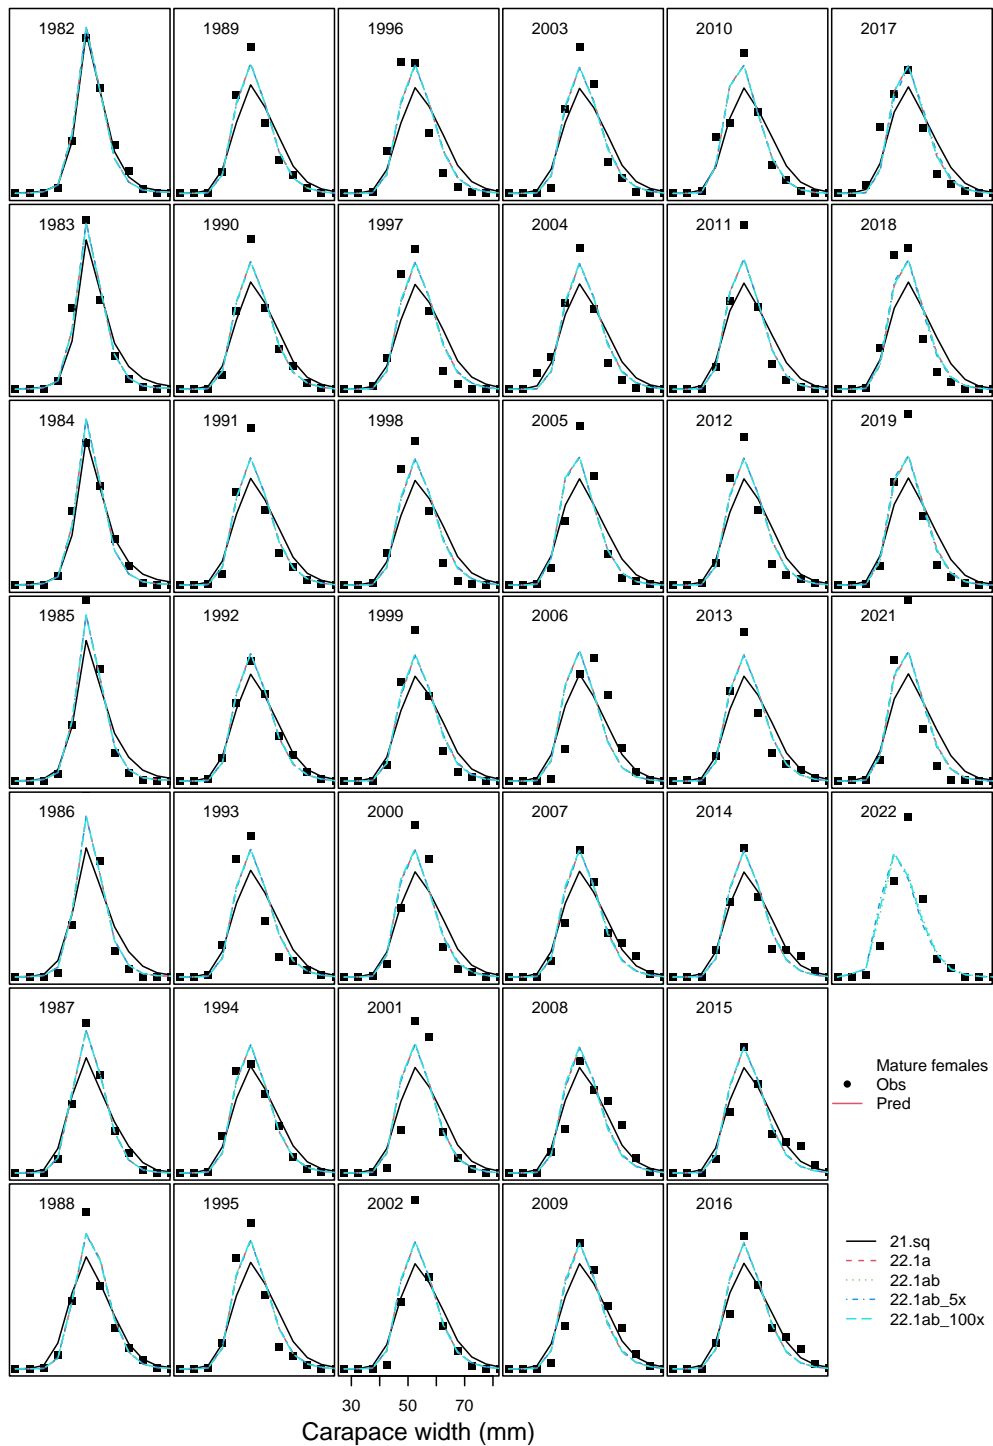 1982 1989 1996 2003 2010 2017
1983 1990 1997 2004 2011 2018
1984 1991 1998 2005 2012 2019
1985 1992 1999 2006 2013 2021
1986 1993 2000 2007 2014 2022
1987 1994 2001 2008 2015
Mature females
Obs
Pred
1988 1995 2002 2009 2016
21.sq
22.1a
22.1ab
22.1ab_5x
22.1ab_100x
30 50 70
Carapace width (mm)